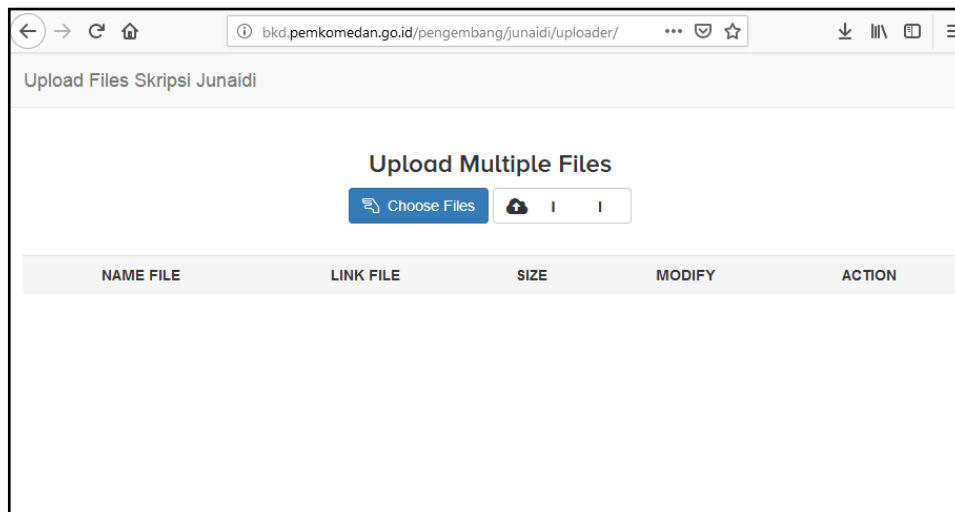 bkd.pemkomedan.go.id/pengembang/junaidi/uploader/
Upload Files Skripsi Junaidi
Upload Multiple Files
Choose Files
NAME FILE LINK FILE SIZE MODIFY ACTION